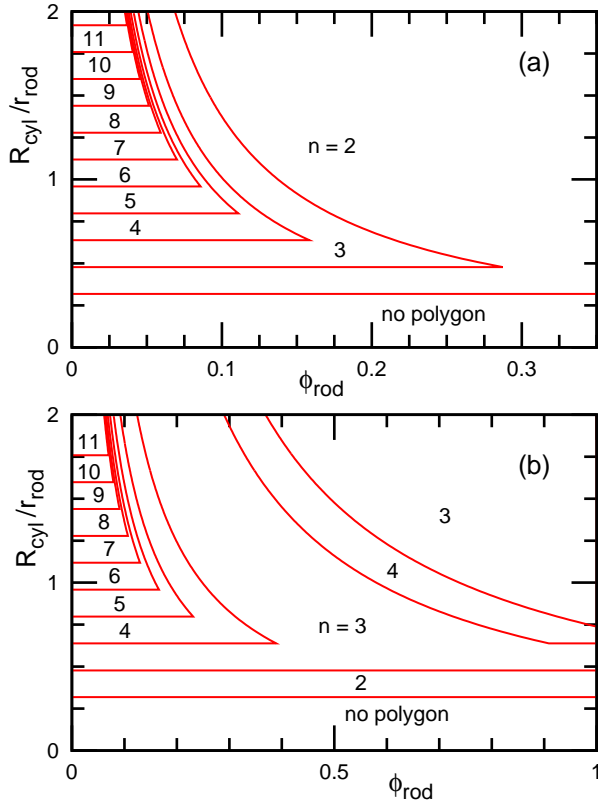 2
11
(a)
10
R_cyl/r_rod
9
8
7
n = 2
1
6
5
4
3
no polygon
0
0 0.1 0.2 0.3
ϕ_rod
2
11
(b)
10
R_cyl/r_rod
9
3
8
7
4
1
6
5
4
n = 3
2
no polygon
0
0 0.5 1
ϕ_rod